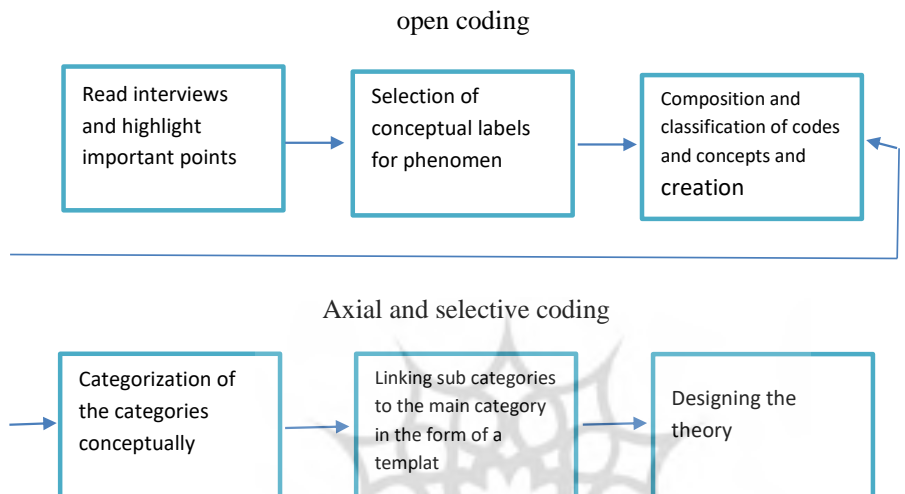 open coding
Read interviews
and highlight
important points
Selection of
conceptual labels
for phenomen
Composition and
classification of codes
and concepts and
creation
Axial and selective coding
Categorization of
the categories
conceptually
Linking sub categories
to the main category
in the form of a
templat
Designing the
theory